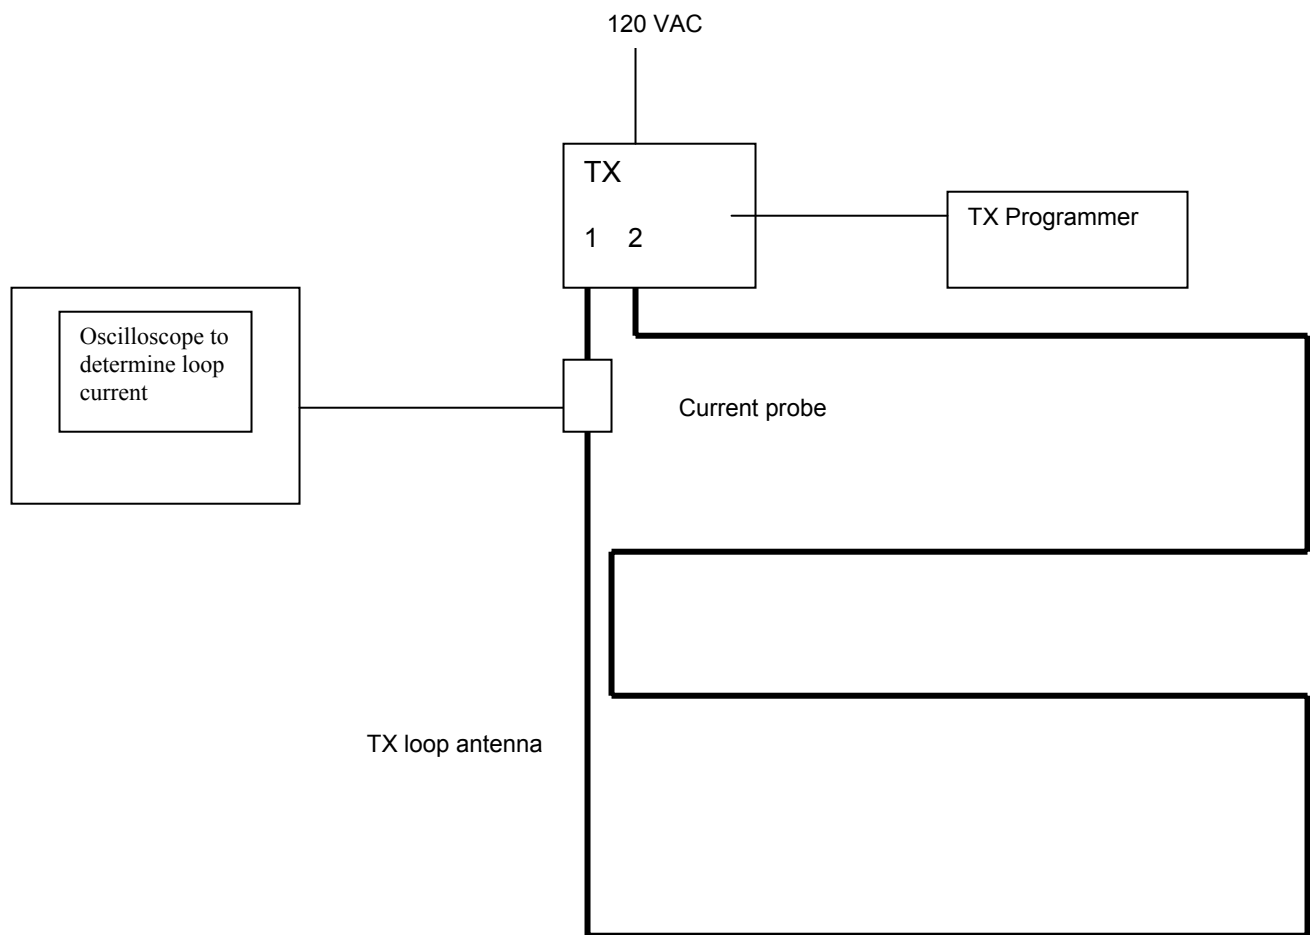 120 VAC
TX
TX Programmer
1 2
Oscilloscope to
determine loop
current
Current probe
TX loop antenna